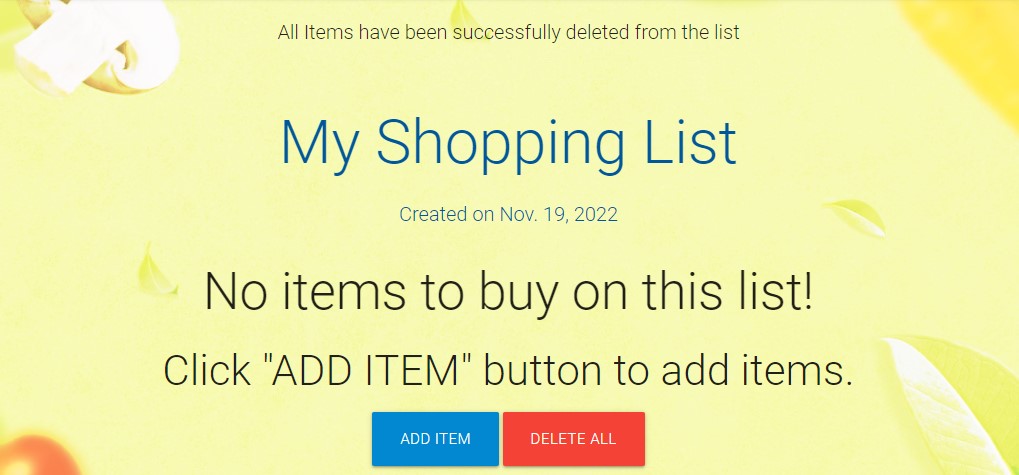 All Items have been successfully deleted from the list
My Shopping List
Created on Nov. 19, 2022
No items to buy on this list!
Click "ADD ITEM" button to add items.
ADD ITEM
DELETE ALL